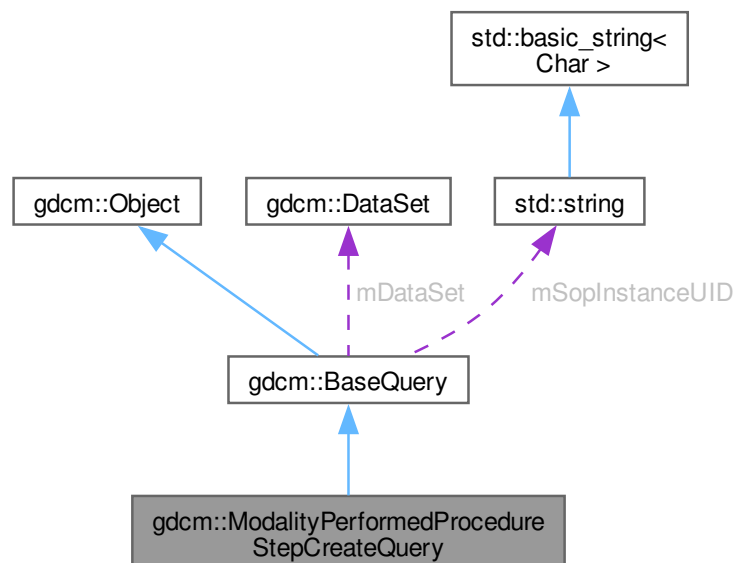 std::basic_string<
Char >
gdcm::Object
gdcm::DataSet
std::string
mDataSet
mSopInstanceUID
gdcm::BaseQuery
gdcm::ModalityPerformedProcedure
StepCreateQuery